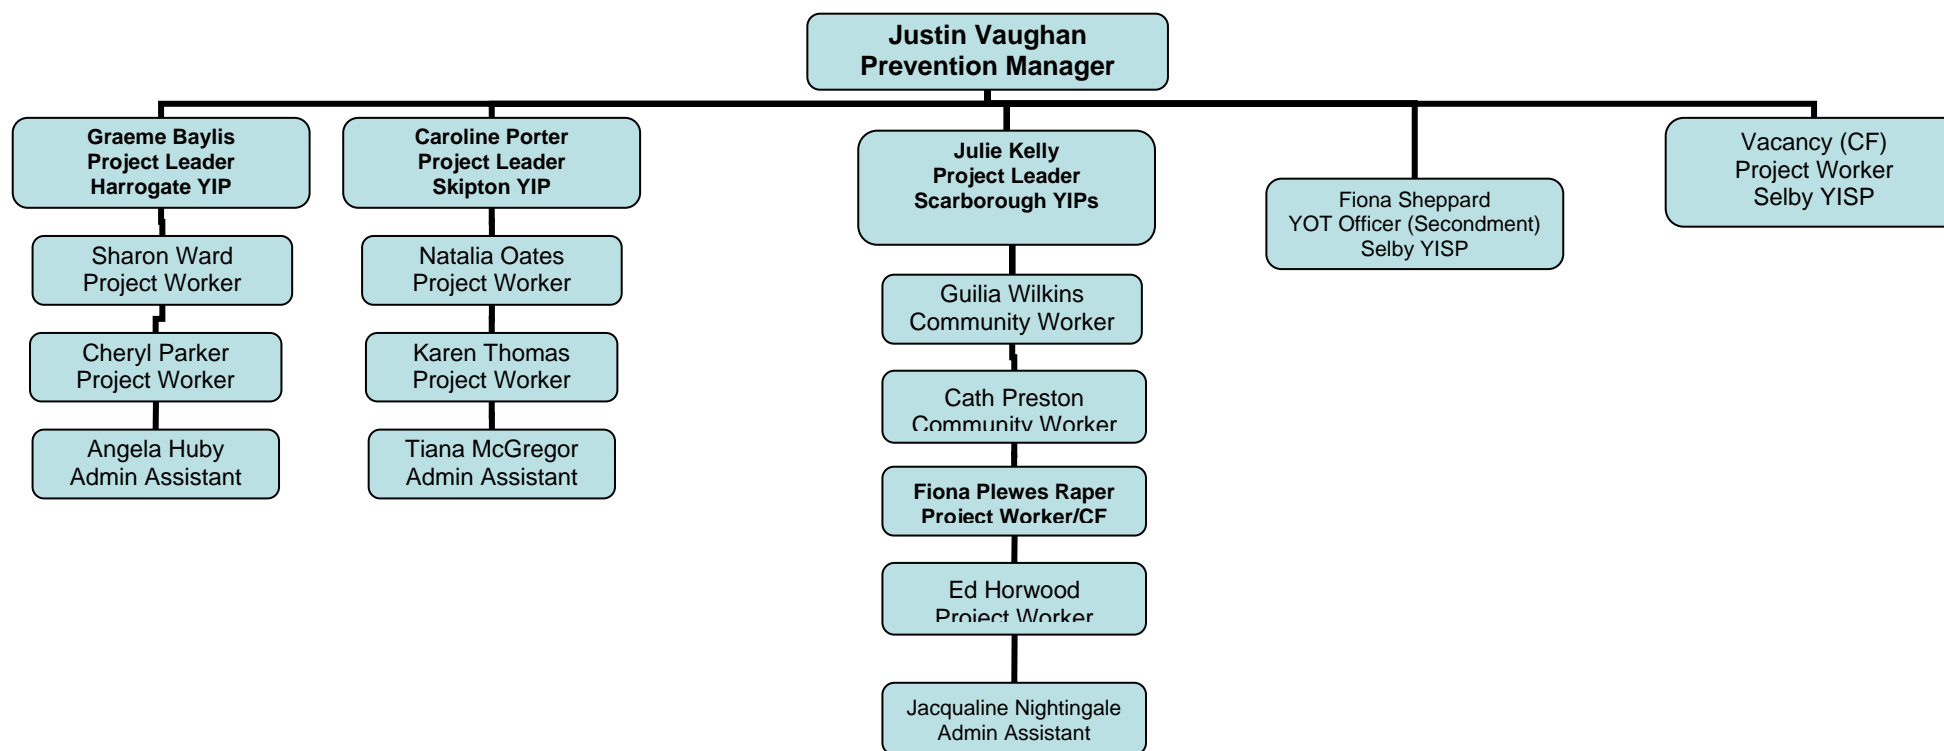 Justin Vaughan
Prevention Manager
Graeme Baylis
Project Leader
Harrogate YIP
Caroline Porter
Project Leader
Skipton YIP
Julie Kelly
Project Leader
Scarborough YIPs
Fiona Sheppard
YOT Officer (Secondment)
Selby YISP
Vacancy (CF)
Project Worker
Selby YISP
Sharon Ward
Project Worker
Natalia Oates
Project Worker
Guilia Wilkins
Community Worker
Cheryl Parker
Project Worker
Karen Thomas
Project Worker
Cath Preston
Community Worker
Angela Huby
Admin Assistant
Tiana McGregor
Admin Assistant
Fiona Plewes Raper
Project Worker/CF
Ed Horwood
Project Worker
Jacqualine Nightingale
Admin Assistant